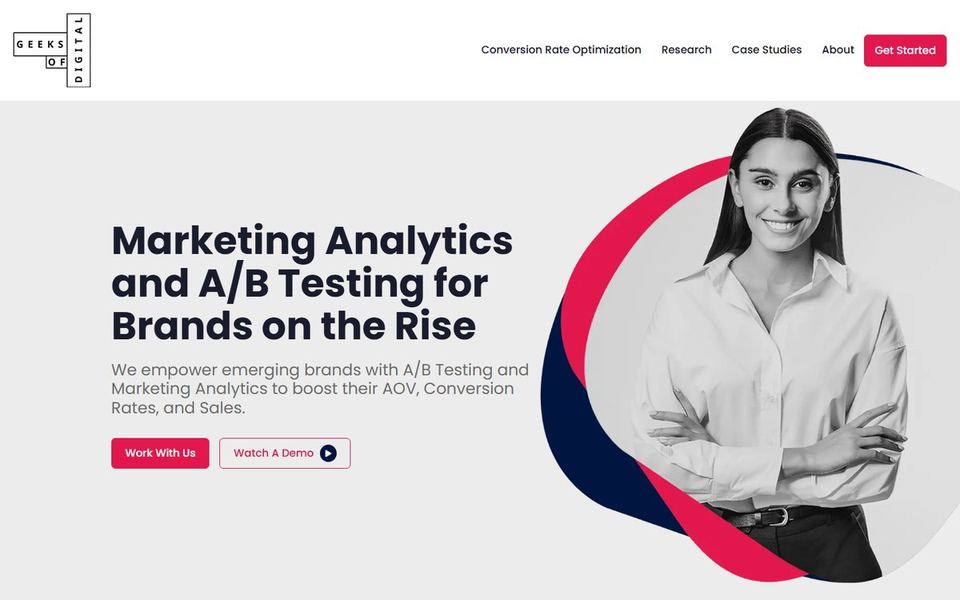 GEEKS
OF
DIGITAL
Conversion Rate Optimization
Research
Case Studies
About
Get Started
Marketing Analytics
and A/B Testing for
Brands on the Rise
We empower emerging brands with A/B Testing and
Marketing Analytics to boost their AOV, Conversion
Rates, and Sales.
Work With Us
Watch A Demo